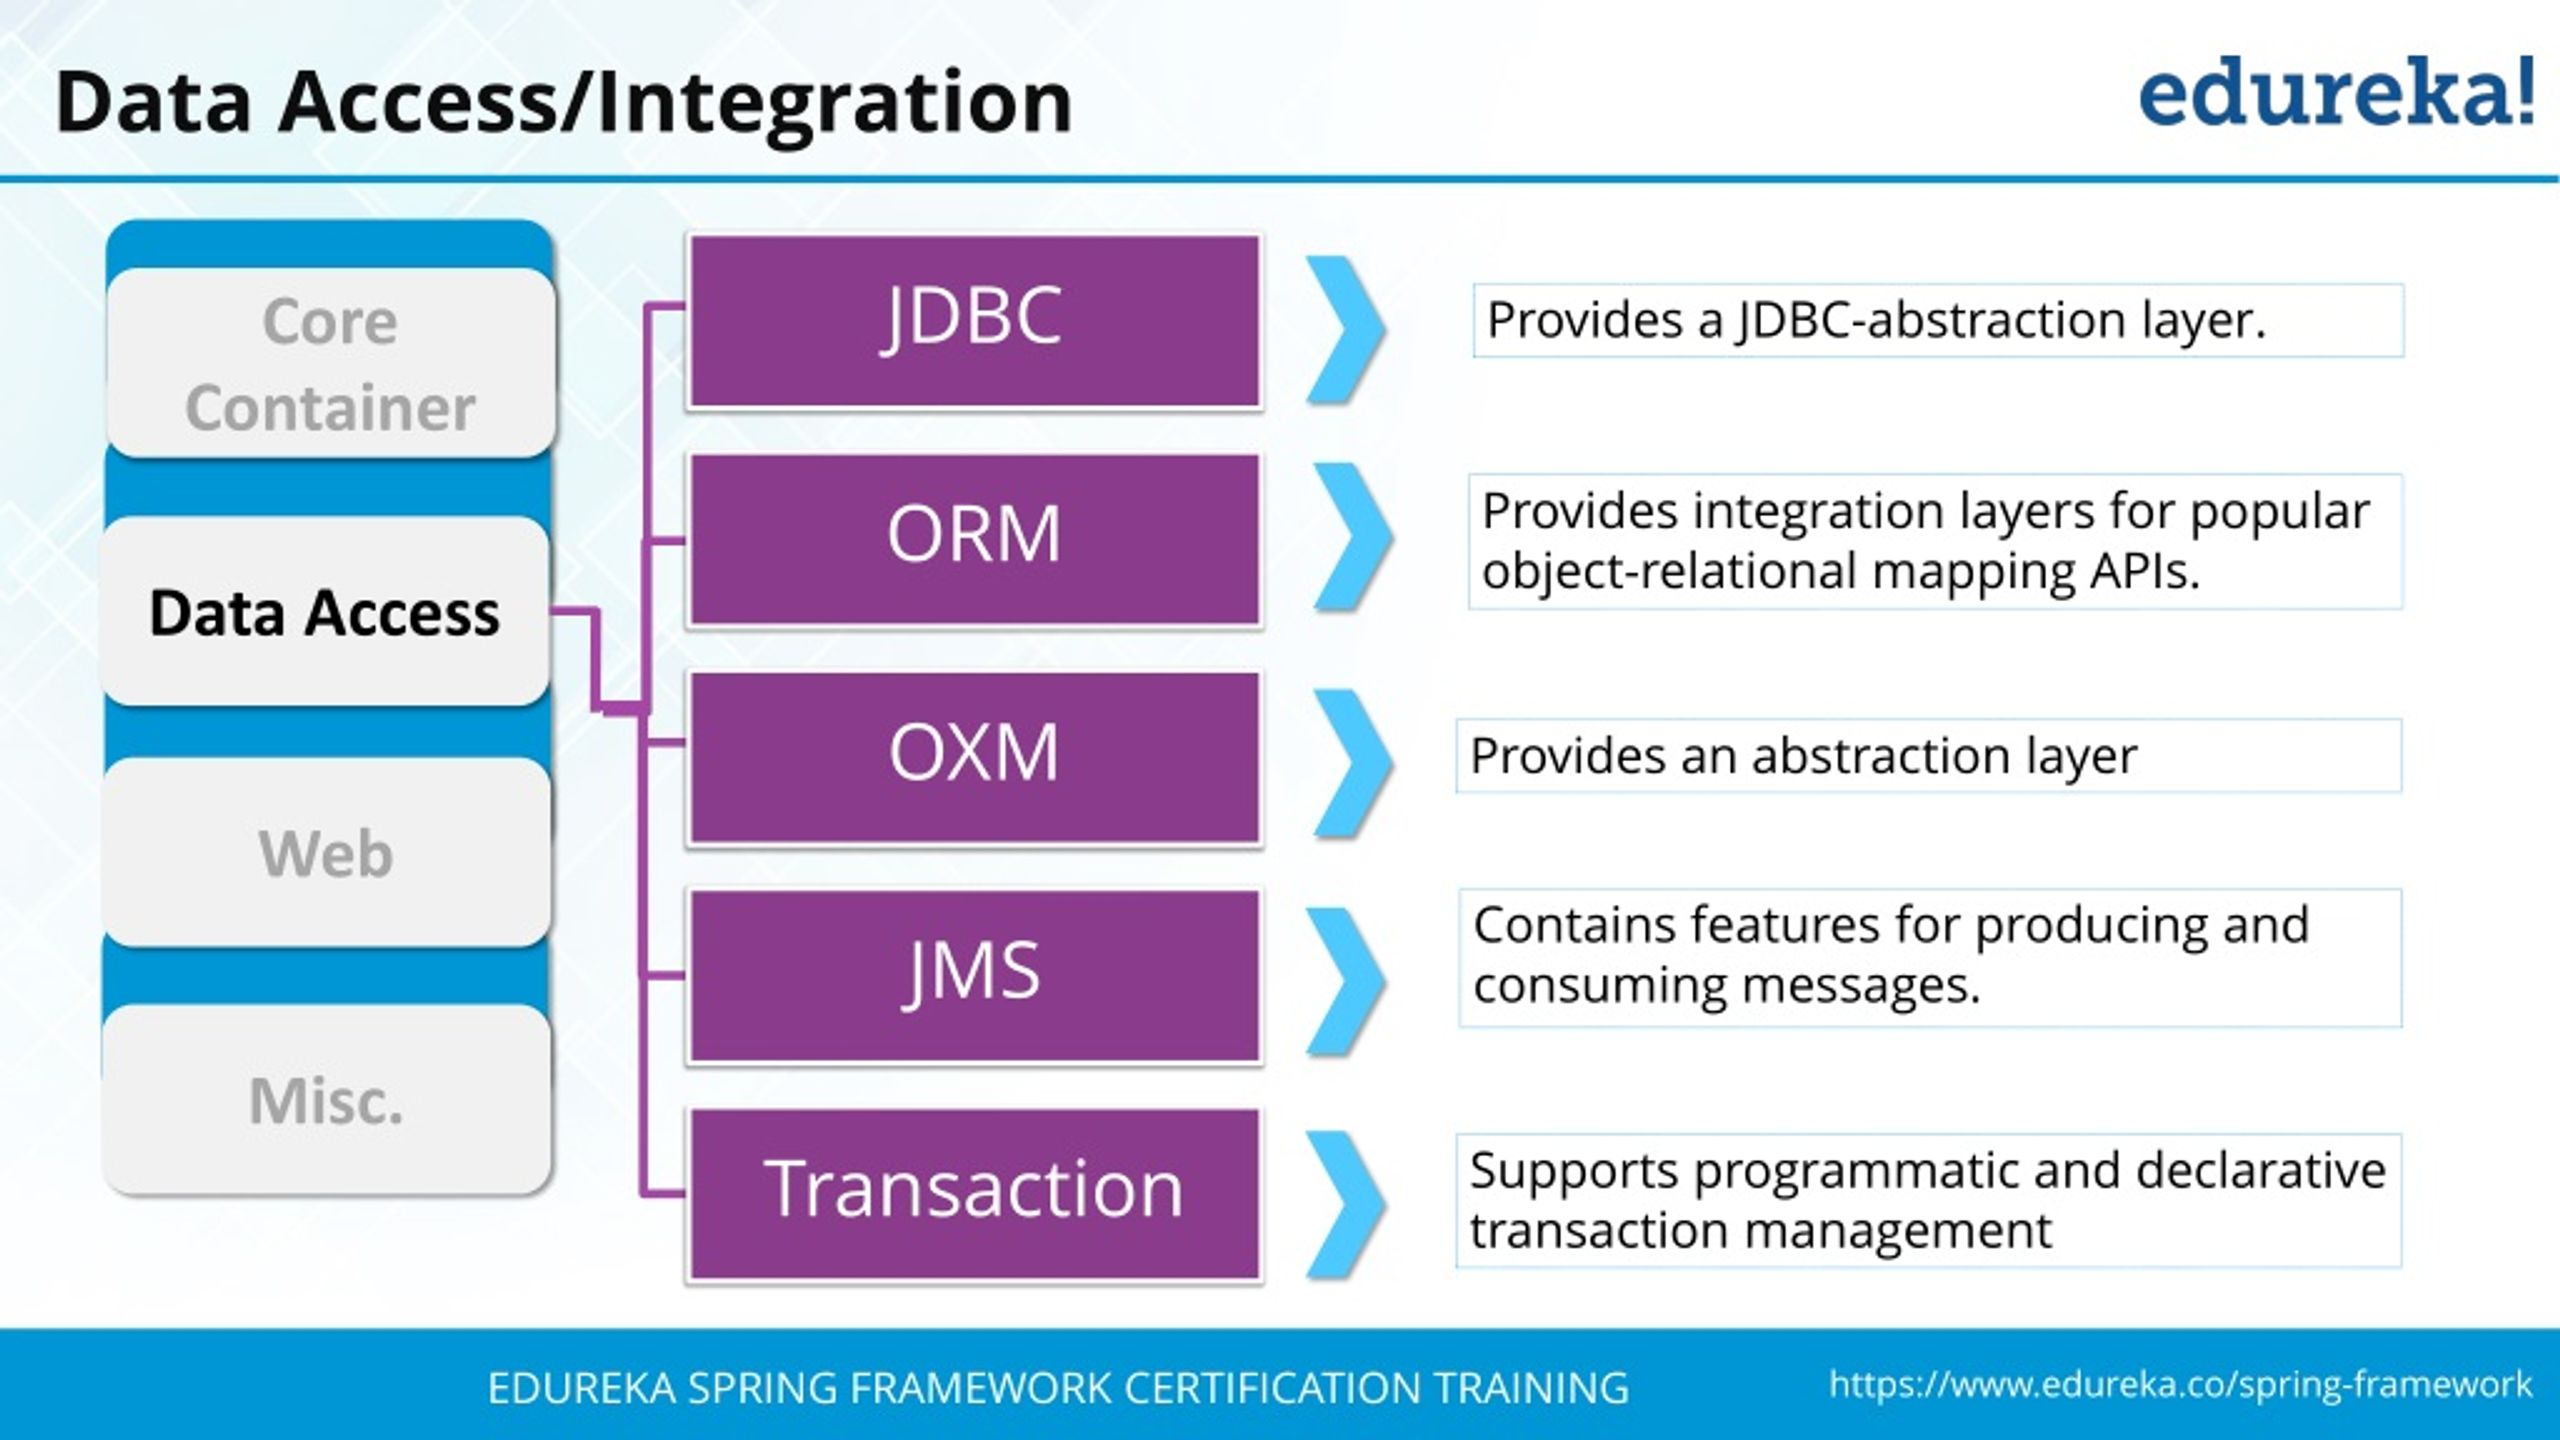 Data Access/Integration
edureka!
Core
Container
Data Access
Web
Misc.
JDBC
Provides a JDBC-abstraction layer.
ORM
Provides integration layers for popular
object-relational mapping APIs.
OXM
Provides an abstraction layer
JMS
Contains features for producing and
consuming messages.
Transaction
Supports programmatic and declarative
transaction management
EDUREKA SPRING FRAMEWORK CERTIFICATION TRAINING
https://www.edureka.co/spring-framework